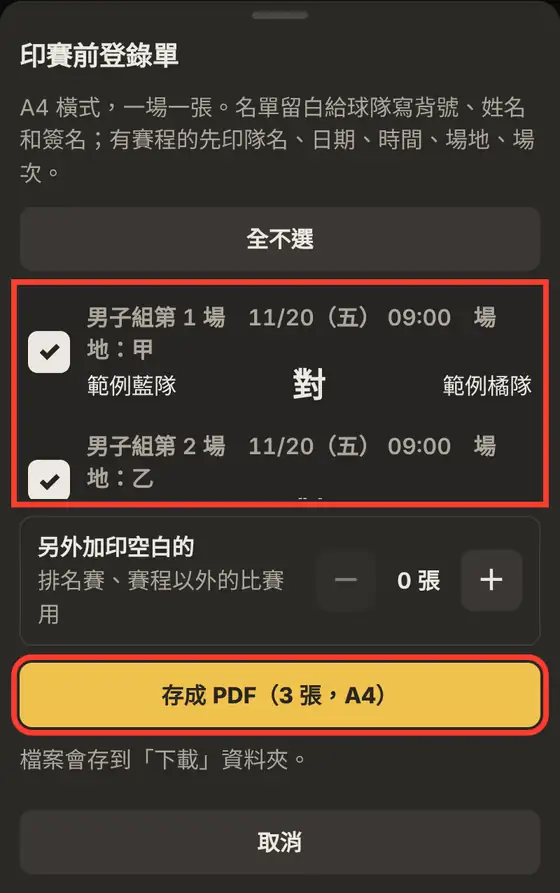 印賽前登錄單
A4 橫式，一場一張。名單留白給球隊寫背號、姓名
和簽名；有賽程的先印隊名、日期、時間、場地、場
次。
全不選
男子組第 1 場　11/20（五） 09:00　場
地：甲
範例藍隊　對　範例橘隊
男子組第 2 場　11/20（五） 09:00　場
地：乙
另外加印空白的
排名賽、賽程以外的比賽
用
− 0 張 +
存成 PDF（3 張，A4）
檔案會存到「下載」資料夾。
取消